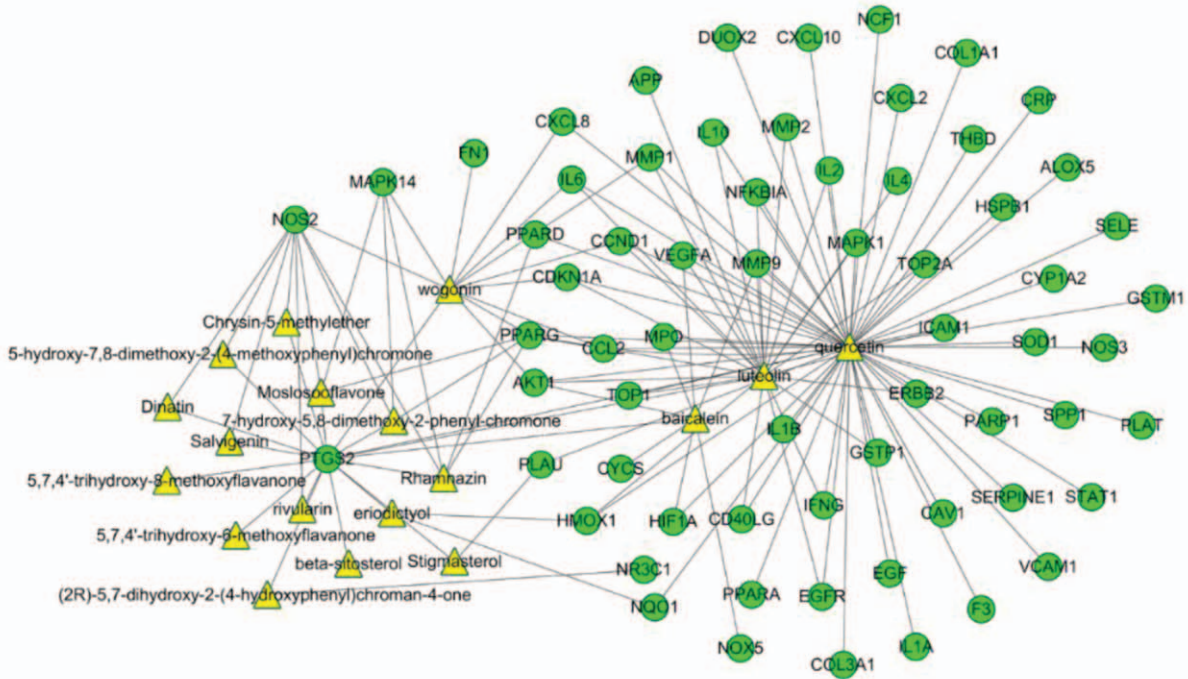 NCF1
DUOX2
CXCL10
COL1A1
APP
CXCL2
CRP
CXCL8
IL10
MMP2
THBD
FN1
MMP1
ALOX5
MAPK14
IL6
NFKBIA
IL2
IL4
HSPB1
NOS2
PPARD
CCND1
VEGFA
MAPK1
SELE
CDKN1A
MMP9
TOP2A
CYP1A2
wogonin
GSTM1
Chrysin-5-methylether
PPARG
CCL2
MPO
quercetin
ICAM1
SOD1
NOS3
5-hydroxy-7,8-dimethoxy-2-(4-methoxyphenyl)chromone
Moslosooflavone
AKT1
TOP1
luteolin
ERBB2
Dinatin
7-hydroxy-5,8-dimethoxy-2-phenyl-chromone
baicalein
PARP1
SPP1
PLAT
Salvigenin
IL1B
PTGS2
PLAU
CYCS
GSTP1
5,7,4'-trihydroxy-8-methoxyflavanone
Rhamnazin
SERPINE1
STAT1
rivularin
eriodictyol
HMOX1
HIF1A
CD40LG
IFNG
CAV1
5,7,4'-trihydroxy-6-methoxyflavanone
beta-sitosterol
Stigmasterol
NR3C1
EGF
VCAM1
(2R)-5,7-dihydroxy-2-(4-hydroxyphenyl)chroman-4-one
NQO1
PPARA
EGFR
F3
NOX5
IL1A
COL3A1